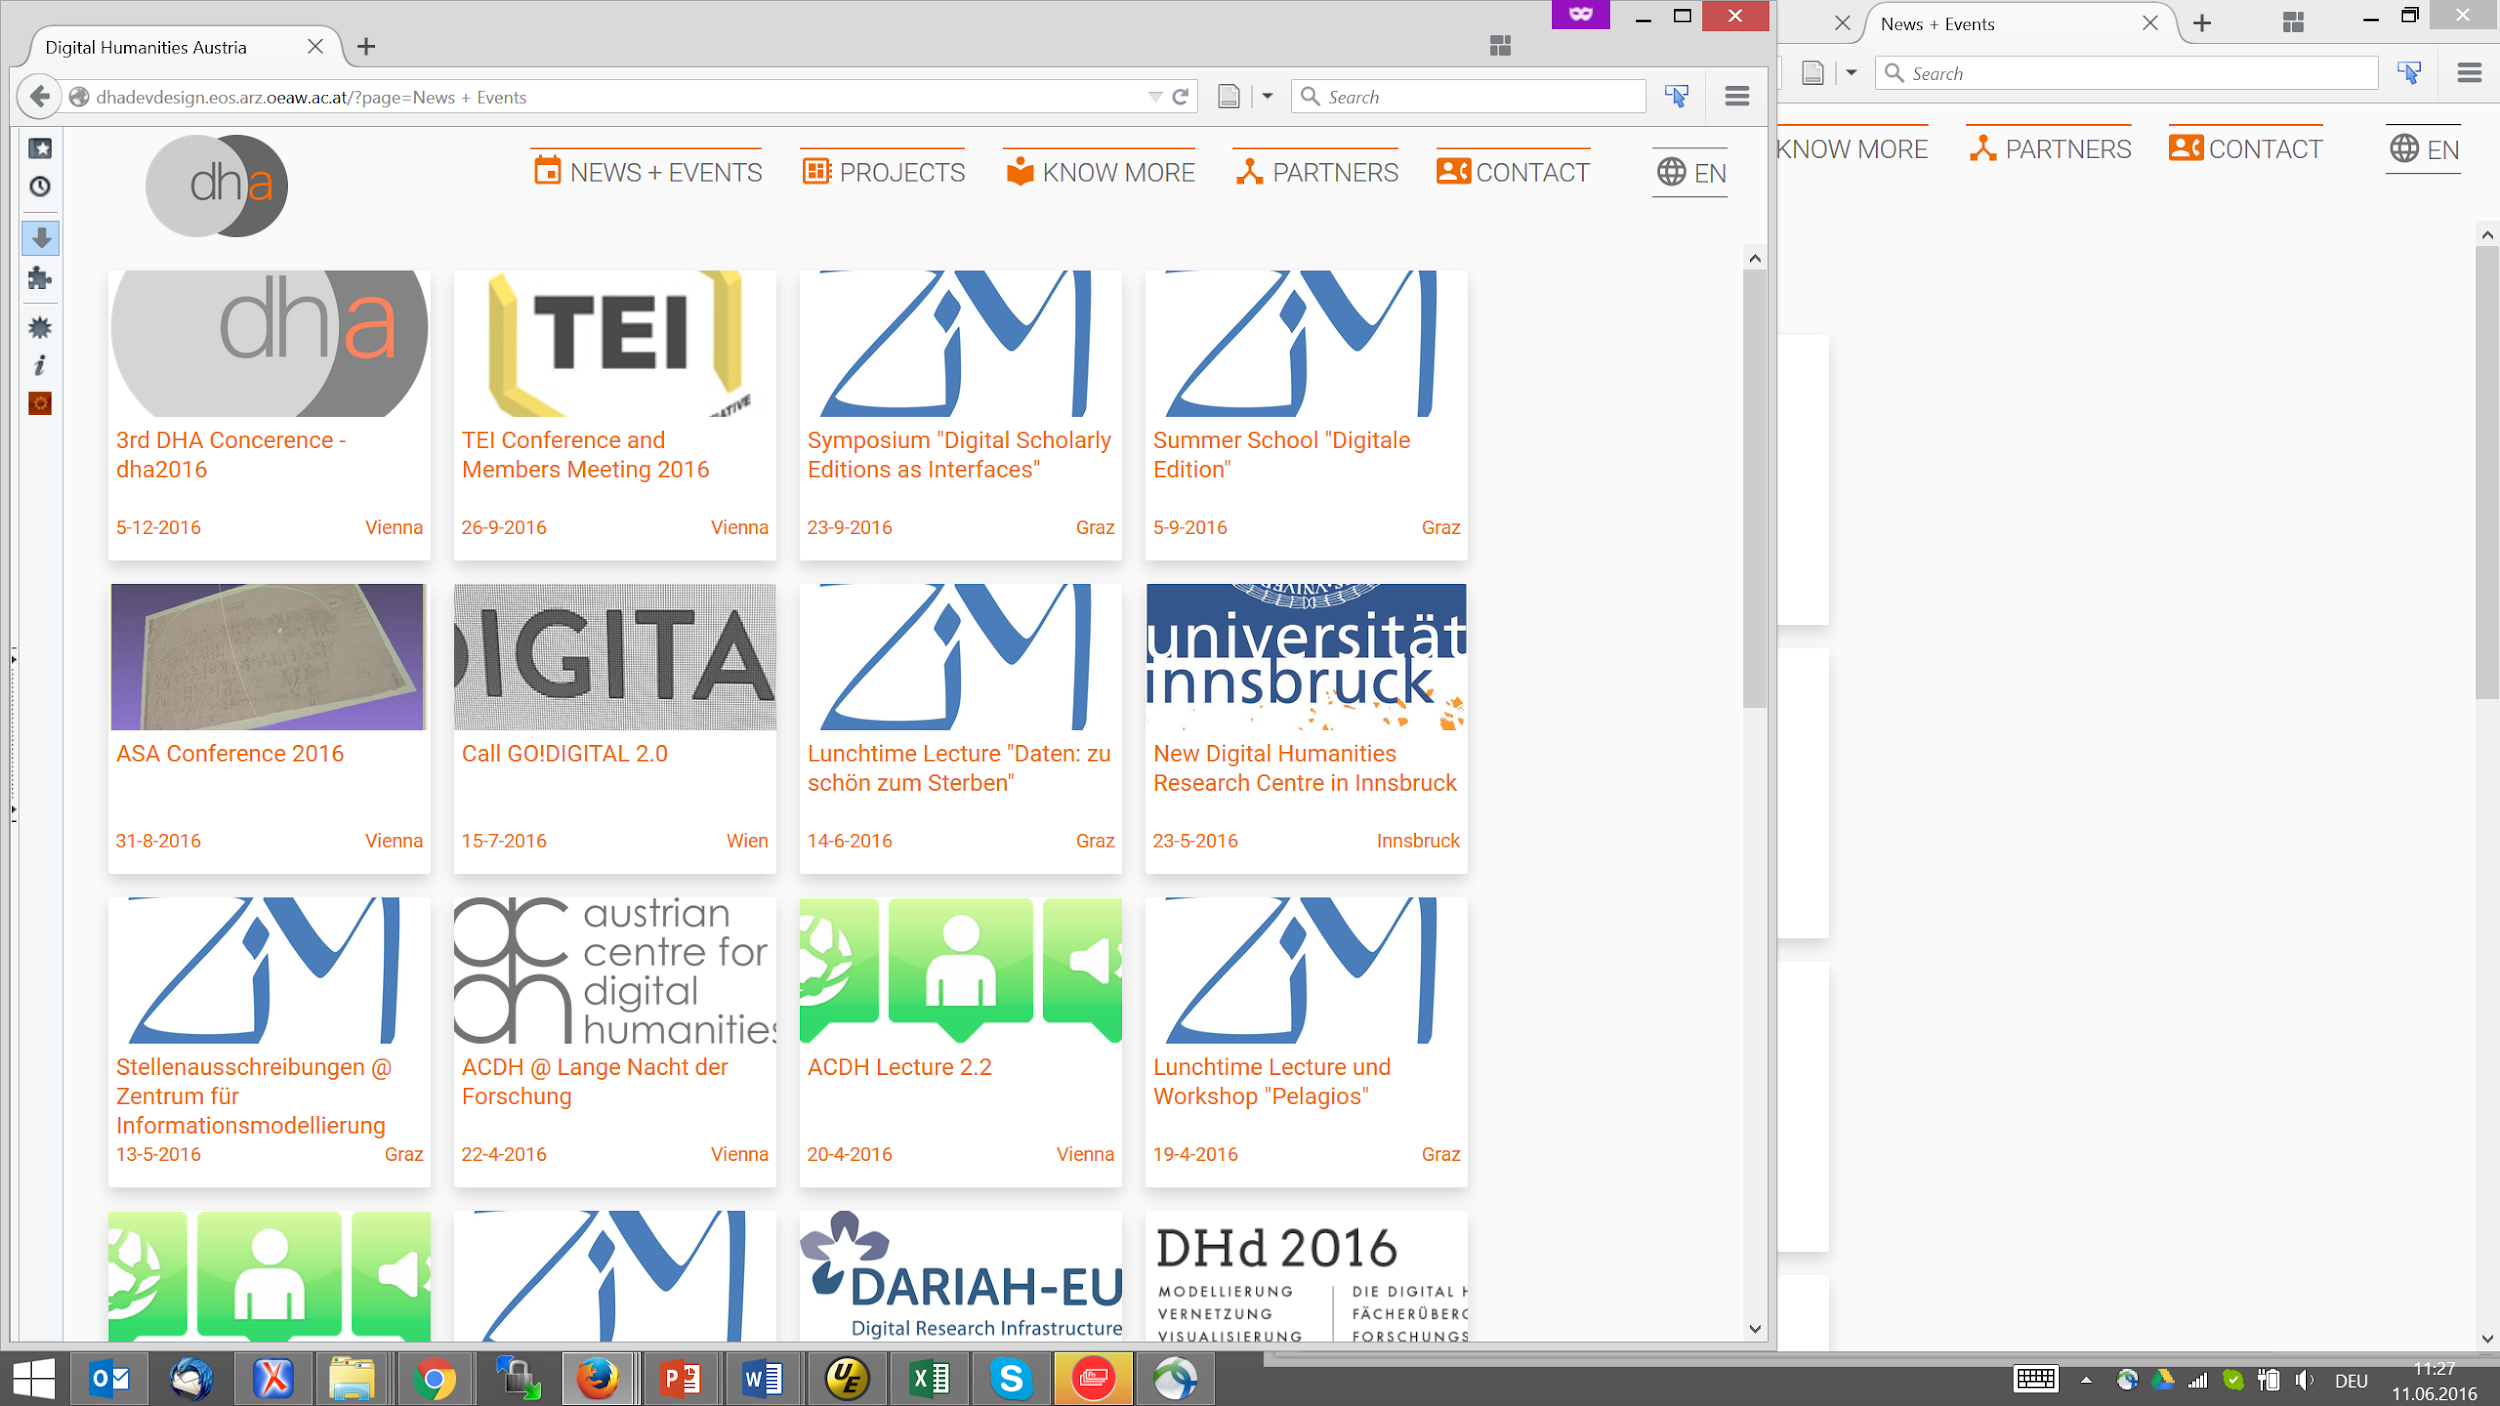 Digital Humanities Austria
News + Events
dhadevdesign.eos.arz.oeaw.ac.at/?page=News + Events
Search
Search
dha
NEWS + EVENTS
PROJECTS
KNOW MORE
PARTNERS
CONTACT
EN
KNOW MORE
PARTNERS
CONTACT
EN
dha
TEI
3rd DHA Concerence -
dha2016
5-12-2016 Vienna
TEI Conference and
Members Meeting 2016
26-9-2016 Vienna
Symposium "Digital Scholarly
Editions as Interfaces"
23-9-2016 Graz
Summer School "Digitale
Edition"
5-9-2016 Graz
ASA Conference 2016
31-8-2016 Vienna
DIGITA
Call GO!DIGITAL 2.0
15-7-2016 Wien
Lunchtime Lecture "Daten: zu
schön zum Sterben"
14-6-2016 Graz
universität
innsbruck
New Digital Humanities
Research Centre in Innsbruck
23-5-2016 Innsbruck
Stellenausschreibungen @
Zentrum für
Informationsmodellierung
13-5-2016 Graz
austrian
centre for
digital
humanities
ACDH @ Lange Nacht der
Forschung
22-4-2016 Vienna
ACDH Lecture 2.2
20-4-2016 Vienna
Lunchtime Lecture und
Workshop "Pelagios"
19-4-2016 Graz
DARIAH-EU
Digital Research Infrastructure
DHd 2016
MODELLIERUNG
VERNETZUNG
VISUALISIERUNG
DIE DIGITAL H
FÄCHERÜBERG
FORSCHUNGS
DEU
11:27
11.06.2016